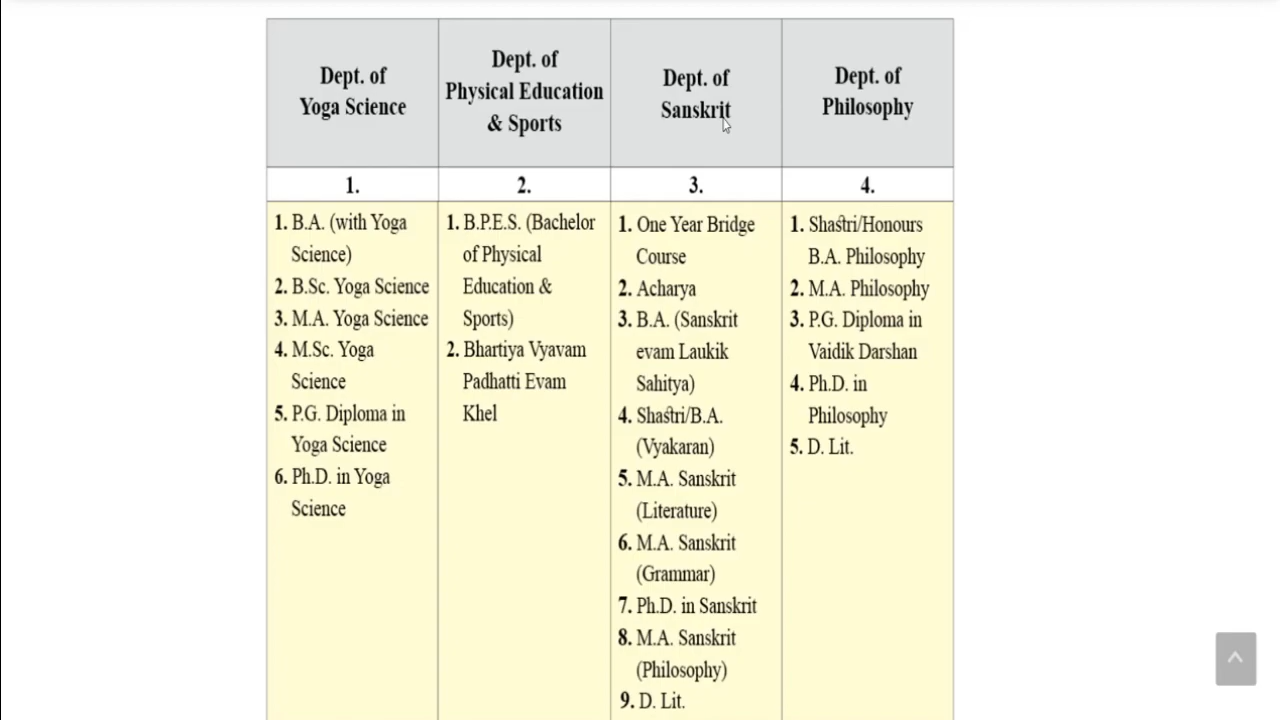 Dept. of
Yoga Science
Dept. of
Physical Education
& Sports
Dept. of
Sanskrit
Dept. of
Philosophy
1.
2.
3.
4.
1. B.A. (with Yoga
Science)
2. B.Sc. Yoga Science
3. M.A. Yoga Science
4. M.Sc. Yoga
Science
5. P.G. Diploma in
Yoga Science
6. Ph.D. in Yoga
Science
1. B.P.E.S. (Bachelor
of Physical
Education &
Sports)
2. Bhartiya Vyavam
Padhatti Evam
Khel
1. One Year Bridge
Course
2. Acharya
3. B.A. (Sanskrit
evam Laukik
Sahitya)
4. Shastri/B.A.
(Vyakaran)
5. M.A. Sanskrit
(Literature)
6. M.A. Sanskrit
(Grammar)
7. Ph.D. in Sanskrit
8. M.A. Sanskrit
(Philosophy)
9. D. Lit.
1. Shastri/Honours
B.A. Philosophy
2. M.A. Philosophy
3. P.G. Diploma in
Vaidik Darshan
4. Ph.D. in
Philosophy
5. D. Lit.